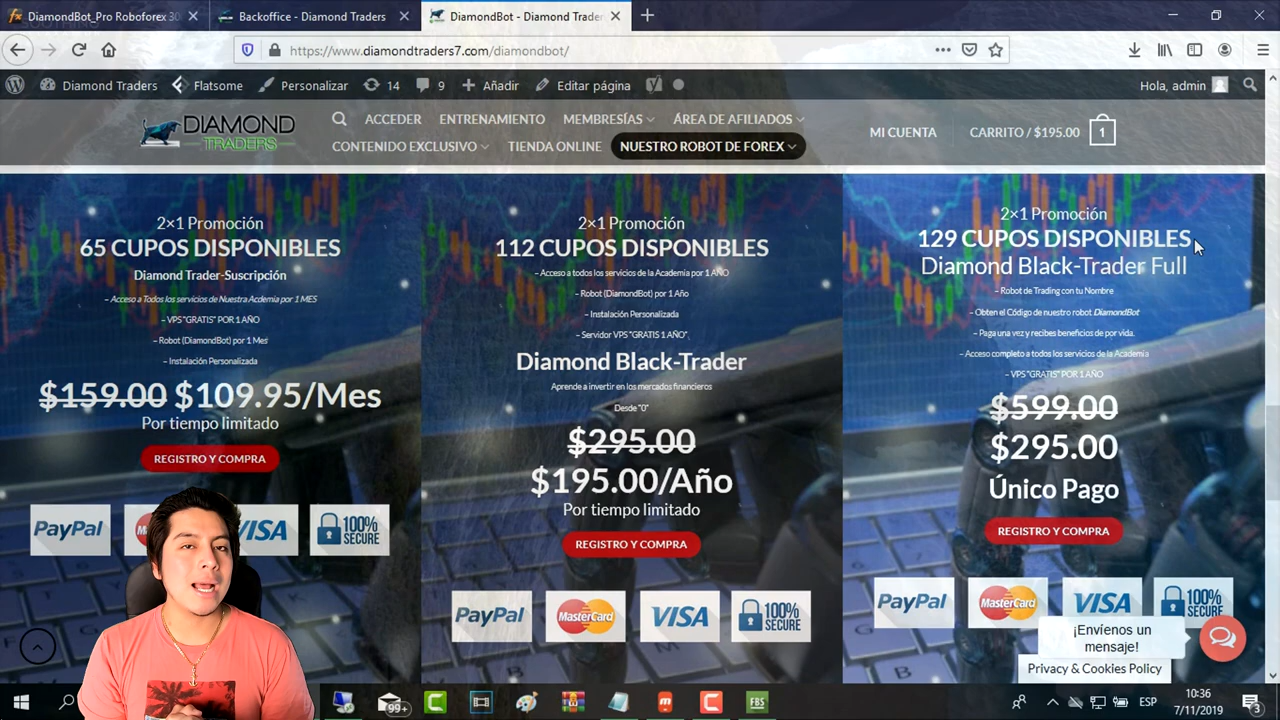 DiamondBot_Pro Roboforex 30
Backoffice - Diamond Traders
DiamondBot - Diamond Trader
https://www.diamondtraders7.com/diamondbot/
Diamond Traders
Flatsome
Personalizar
14
9
Añadir
Editar página
Hola, admin
DIAMOND
TRADERS
ACCEDER
ENTRENAMIENTO
MEMBRESÍAS
ÁREA DE AFILIADOS
CONTENIDO EXCLUSIVO
TIENDA ONLINE
NUESTRO ROBOT DE FOREX
MI CUENTA
CARRITO / $195.00
1
2×1 Promoción
65 CUPOS DISPONIBLES
Diamond Trader-Suscripción
– Acceso a Todos los servicios de Nuestra Acdemia por 1 MES
– VPS "GRATIS" POR 1 AÑO
– Robot (DiamondBot) por 1 Mes
– Instalación Personalizada
$159.00 $109.95/Mes
Por tiempo limitado
REGISTRO Y COMPRA
PayPal
VISA
100%
SECURE
2×1 Promoción
112 CUPOS DISPONIBLES
– Acceso a todos los servicios de la Academia por 1 AÑO
– Robot (DiamondBot) por 1 Año
– Instalación Personalizada
– Servidor VPS "GRATIS 1 AÑO".
Diamond Black-Trader
Aprende a invertir en los mercados financieros
Desde "0"
$295.00
$195.00/Año
Por tiempo limitado
REGISTRO Y COMPRA
PayPal
MasterCard
VISA
100%
SECURE
2×1 Promoción
129 CUPOS DISPONIBLES
Diamond Black-Trader Full
– Robot de Trading con tu Nombre
– Obten el Código de nuestro robot DiamondBot
– Paga una vez y recibes beneficios de por vida.
– Acceso completo a todos los servicios de la Academia
– VPS "GRATIS" POR 1 AÑO
$599.00
$295.00
Único Pago
REGISTRO Y COMPRA
PayPal
MasterCard
VISA
100%
SECURE
¡Envíenos un
mensaje!
Privacy & Cookies Policy
99+
FBS
ESP
10:36
7/11/2019
3